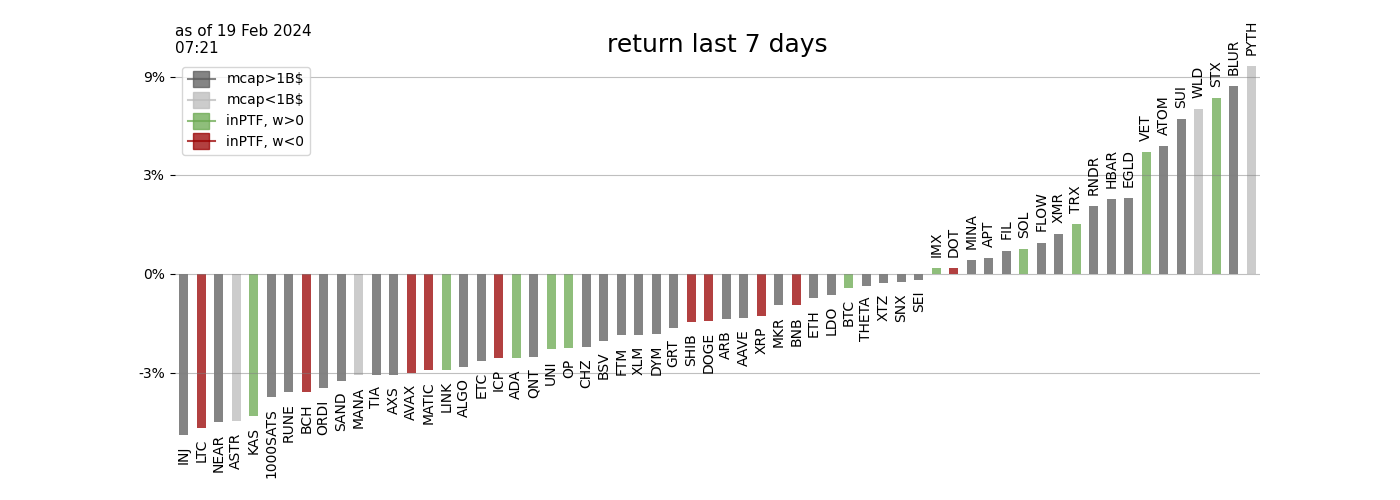 as of 19 Feb 2024
07:21
return last 7 days
mcap>1B$
mcap<1B$
inPTF, w>0
inPTF, w<0
9%
3%
0%
-3%
INJ
LTC
NEAR
ASTR
KAS
1000SATS
RUNE
BCH
ORDI
SAND
MANA
TIA
AXS
AVAX
MATIC
LINK
ALGO
ETC
ICP
ADA
QNT
UNI
OP
CHZ
BSV
FTM
XLM
DYM
GRT
SHIB
DOGE
ARB
AAVE
XRP
MKR
BNB
ETH
LDO
BTC
THETA
XTZ
SNX
SEI
IMX
DOT
MINA
APT
FIL
SOL
FLOW
XMR
TRX
RNDR
HBAR
EGLD
VET
ATOM
SUI
WLD
STX
BLUR
PYTH